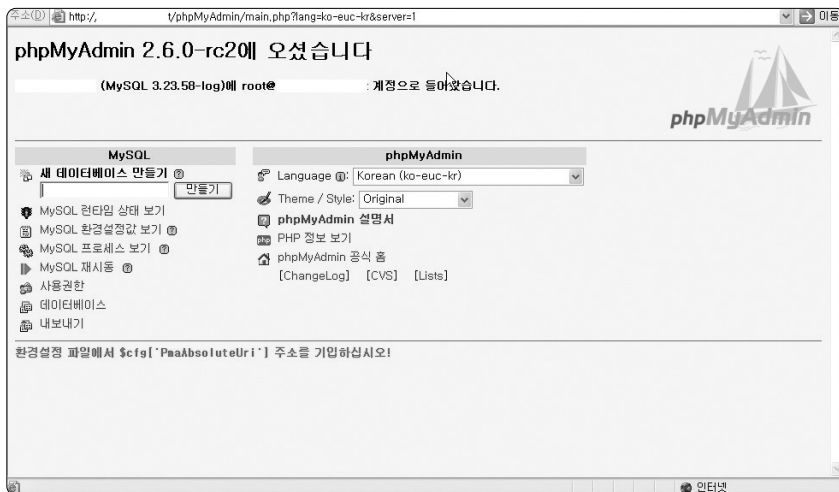 주소(D) http:/, t/phpMyAdmin/main.php?lang=ko-euc-kr&server=1 이동
phpMyAdmin 2.6.0-rc2에 오셨습니다
(MySQL 3.23.58-log)에 root@ : 계정으로 들어왔습니다.
phpMyAdmin
MySQL
새 데이터베이스 만들기
만들기
MySQL 런타임 상태 보기
MySQL 환경설정값 보기
MySQL 프로세스 보기
MySQL 재시동
사용권한
데이터베이스
내보내기
phpMyAdmin
Language : Korean (ko-euc-kr)
Theme / Style: Original
phpMyAdmin 설명서
php PHP 정보 보기
phpMyAdmin 공식 홈
[ChangeLog] [CVS] [Lists]
환경설정 파일에서 $cfg['PmaAbsoluteUri'] 주소를 기입하십시오!
인터넷